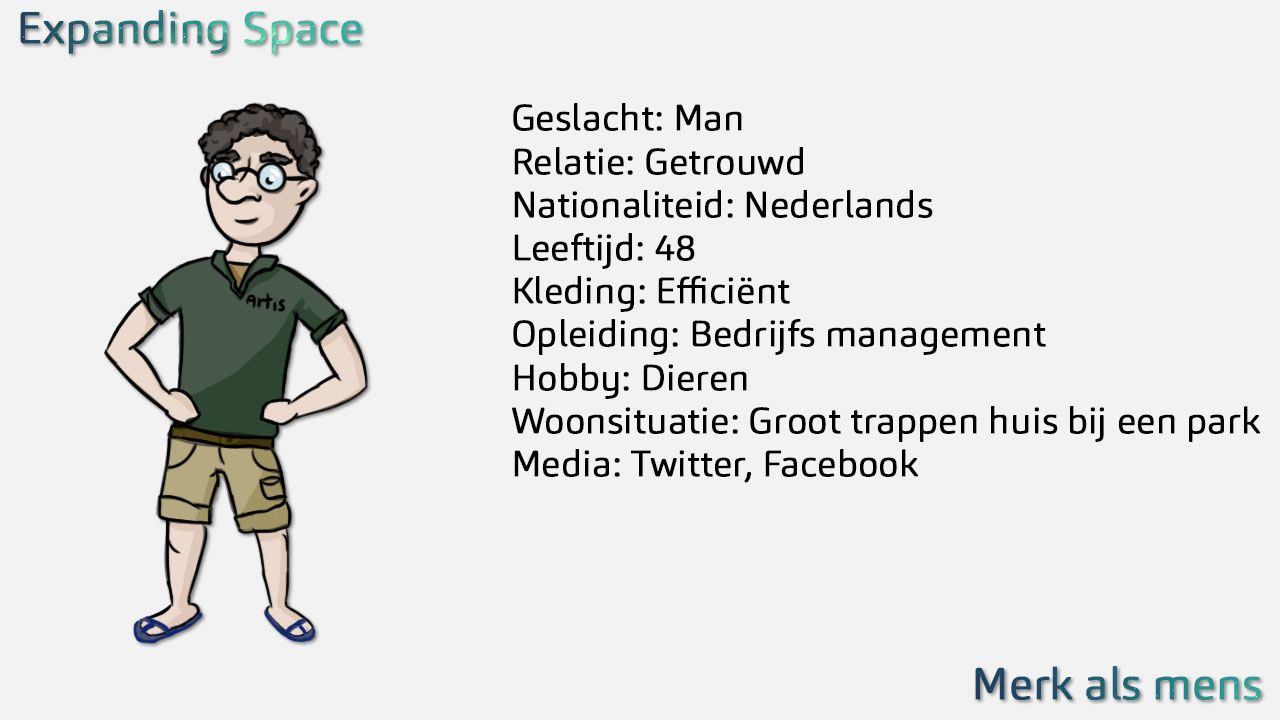 Expanding Space
Artis
Geslacht: Man
Relatie: Getrouwd
Nationaliteid: Nederlands
Leeftijd: 48
Kleding: Efficiënt
Opleiding: Bedrijfs management
Hobby: Dieren
Woonsituatie: Groot trappen huis bij een park
Media: Twitter, Facebook
Merk als mens